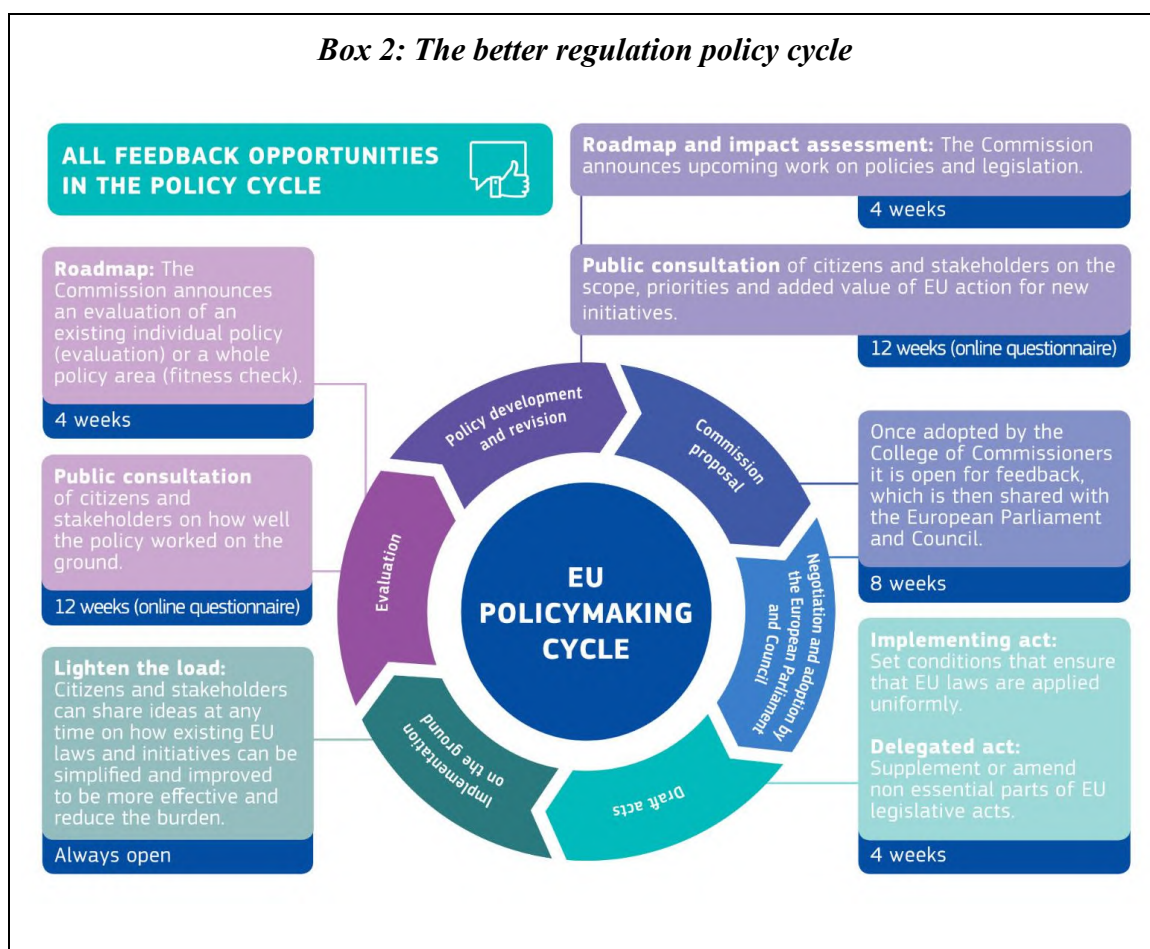 Box 2: The better regulation policy cycle
ALL FEEDBACK OPPORTUNITIES
IN THE POLICY CYCLE
Roadmap and impact assessment: The Commission
announces upcoming work on policies and legislation.
4 weeks
Public consultation of citizens and stakeholders on the
scope, priorities and added value of EU action for new
initiatives.
12 weeks (online questionnaire)
Roadmap: The
Commission announces
an evaluation of an
existing individual policy
(evaluation) or a whole
policy area (fitness check).
4 weeks
Public consultation
of citizens and
stakeholders on how well
the policy worked on the
ground.
12 weeks (online questionnaire)
Lighten the load:
Citizens and stakeholders
can share ideas at any
time on how existing EU
laws and initiatives can be
simplified and improved
to be more effective and
reduce the burden.
Always open
Policy development
and revision
Commission
proposal
Negotiation and adoption by
the European Parliament
and Council
Draft acts
Implementation
on the ground
Evaluation
EU
POLICYMAKING
CYCLE
Once adopted by the
College of Commissioners
it is open for feedback,
which is then shared with
the European Parliament
and Council.
8 weeks
Implementing act:
Set conditions that ensure
that EU laws are applied
uniformly.
Delegated act:
Supplement or amend
non essential parts of EU
legislative acts.
4 weeks